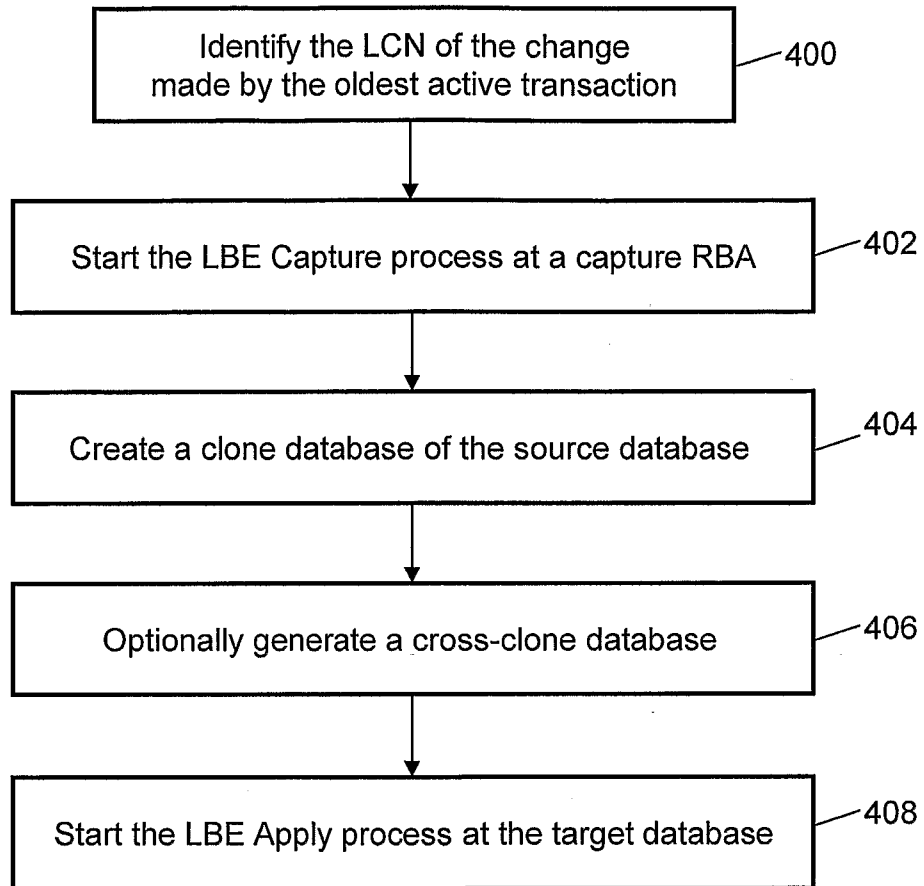 Identify the LCN of the change
made by the oldest active transaction
400
Start the LBE Capture process at a capture RBA
402
Create a clone database of the source database
404
Optionally generate a cross-clone database
406
Start the LBE Apply process at the target database
408